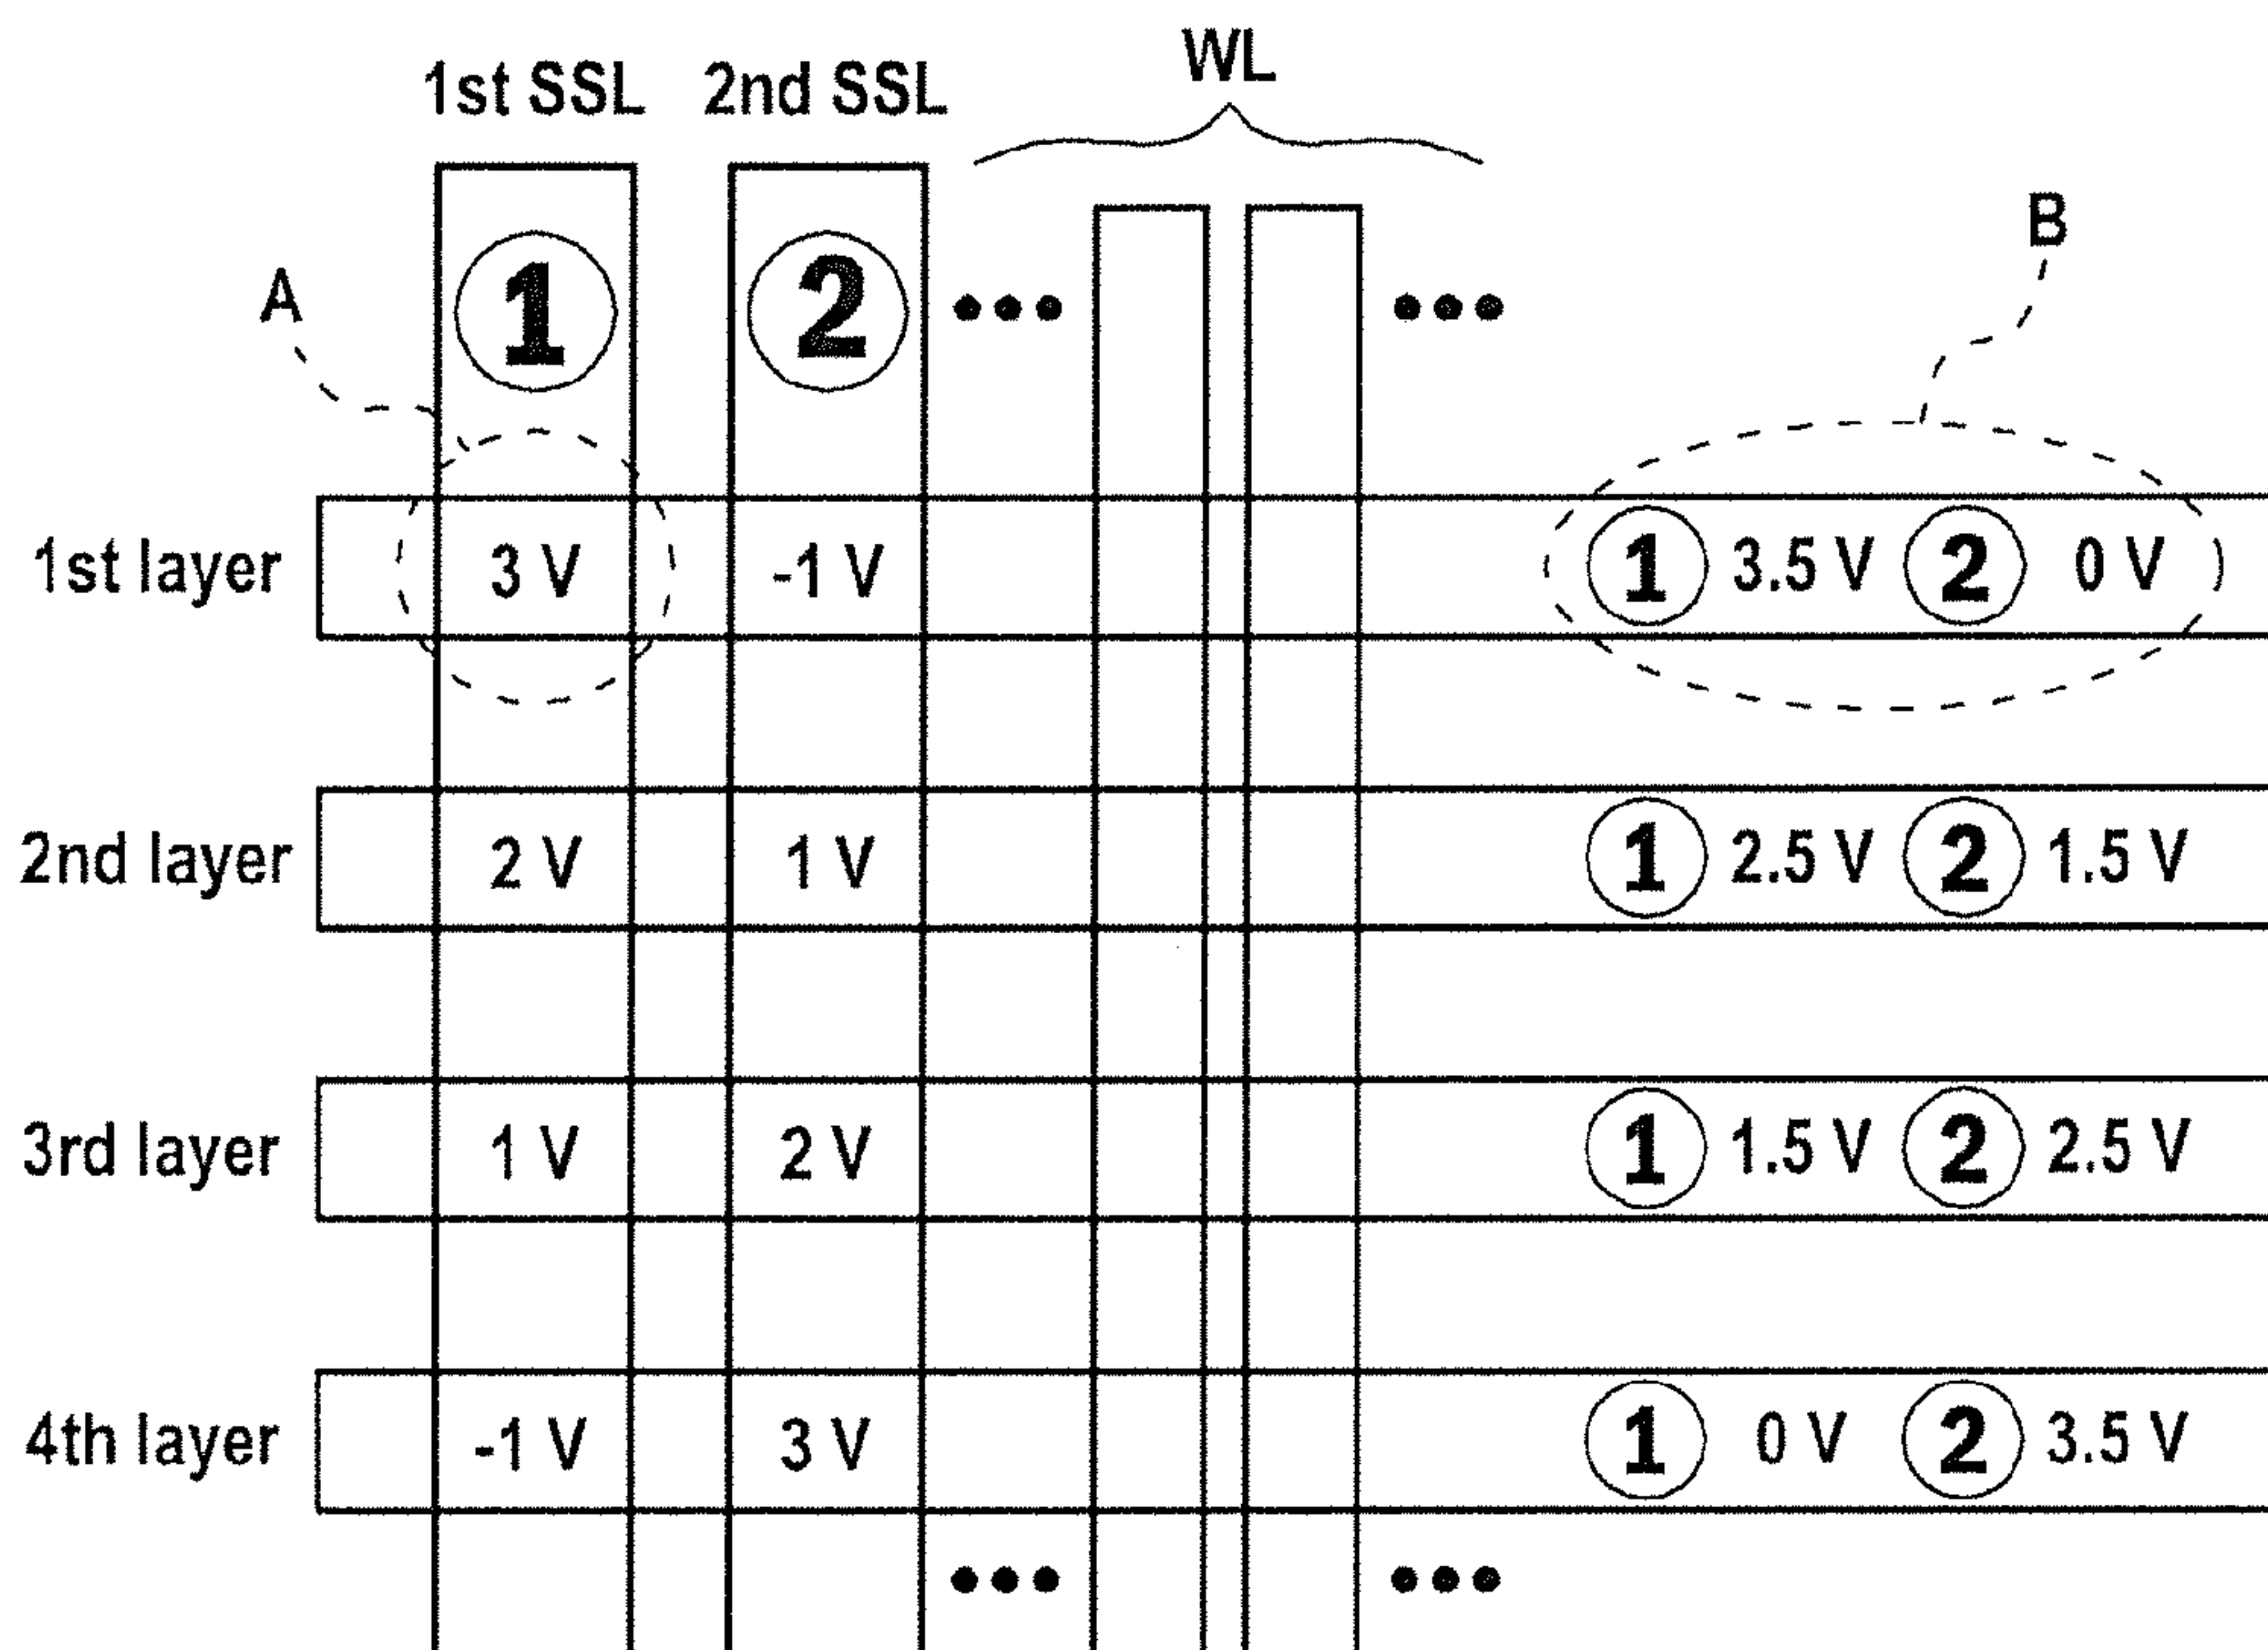 WL
1st SSL 2nd SSL
A 1 2 B
1st layer 3 V -1 V 1 3.5 V 2 0 V
2nd layer 2 V 1 V 1 2.5 V 2 1.5 V
3rd layer 1 V 2 V 1 1.5 V 2 2.5 V
4th layer -1 V 3 V 1 0 V 2 3.5 V